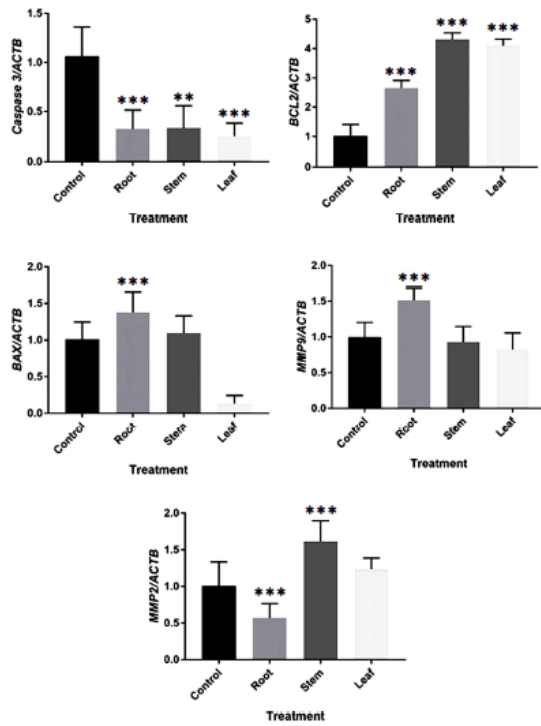 1.5
1.0
0.5
0.0
Caspase 3/ACTB
*** ** ***
Control Root Stem Leaf
Treatment
6
5
4
3
2
1
0
BCL2/ACTB
*** *** ***
Control Root Stem Leaf
Treatment
2.0
1.5
1.0
0.5
0.0
BAX/ACTB
***
Control Root Stem Leaf
Treatment
2.0
1.5
1.0
0.5
0.0
MMP9/ACTB
***
Control Root Stem Leaf
Treatment
2.0
1.5
1.0
0.5
0.0
MMP2/ACTB
*** ***
Control Root Stem Leaf
Treatment